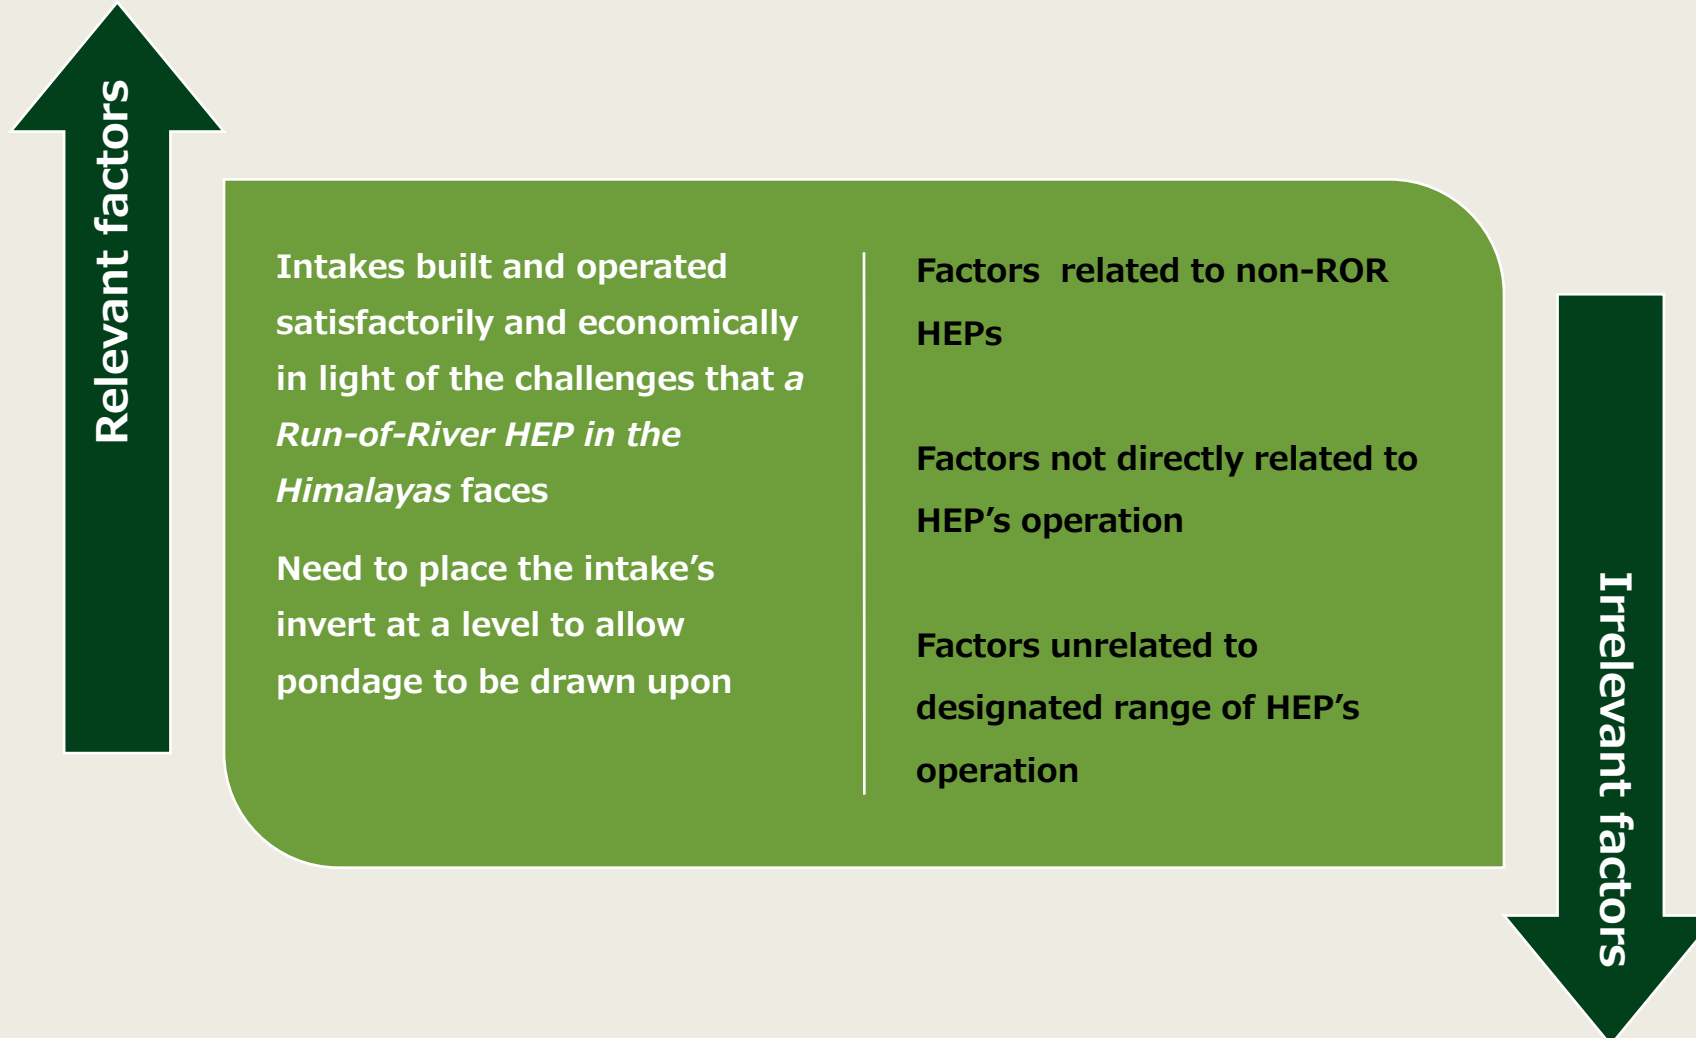 Relevant factors
Intakes built and operated
satisfactorily and economically
in light of the challenges that a
Run-of-River HEP in the
Himalayas faces
Need to place the intake’s
invert at a level to allow
pondage to be drawn upon
Factors  related to non-ROR
HEPs
Factors not directly related to
HEP’s operation
Factors unrelated to
designated range of HEP’s
operation
Irrelevant factors